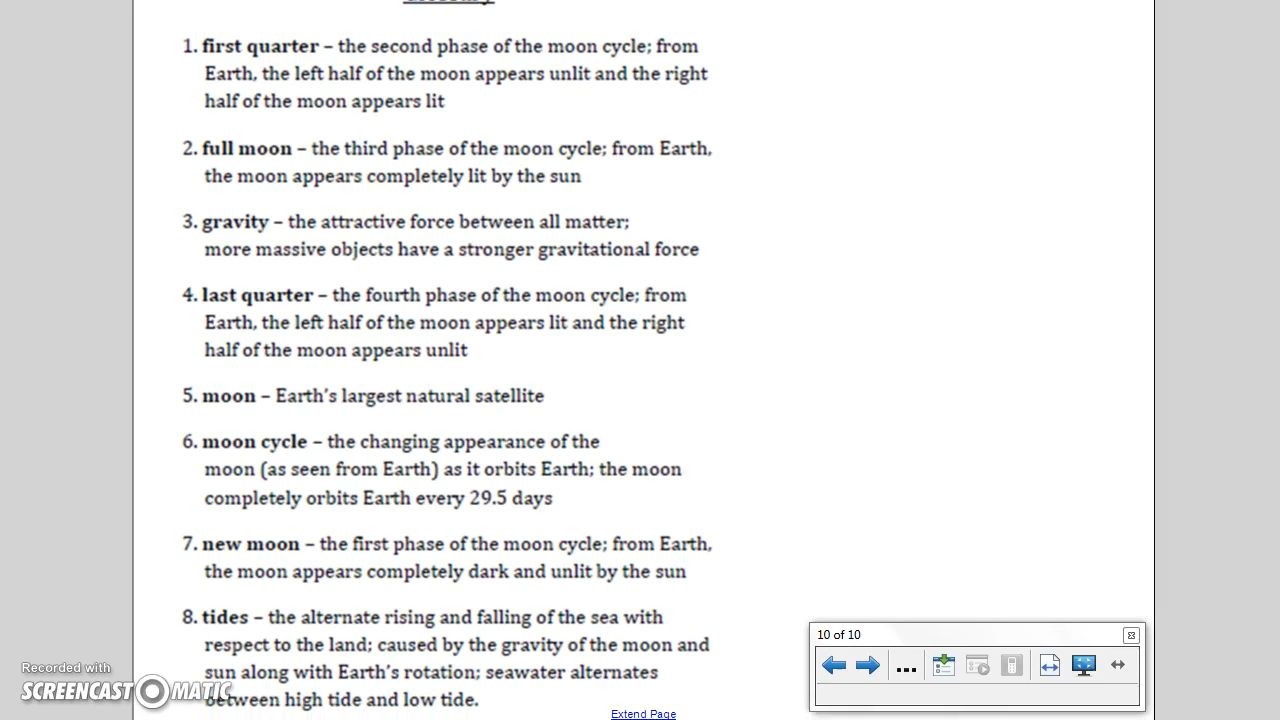 1. first quarter – the second phase of the moon cycle; from
Earth, the left half of the moon appears unlit and the right
half of the moon appears lit
2. full moon – the third phase of the moon cycle; from Earth,
the moon appears completely lit by the sun
3. gravity – the attractive force between all matter;
more massive objects have a stronger gravitational force
4. last quarter – the fourth phase of the moon cycle; from
Earth, the left half of the moon appears lit and the right
half of the moon appears unlit
5. moon – Earth’s largest natural satellite
6. moon cycle – the changing appearance of the
moon (as seen from Earth) as it orbits Earth; the moon
completely orbits Earth every 29.5 days
7. new moon – the first phase of the moon cycle; from Earth,
the moon appears completely dark and unlit by the sun
8. tides – the alternate rising and falling of the sea with
respect to the land; caused by the gravity of the moon and
sun along with Earth’s rotation; seawater alternates
between high tide and low tide.
10 of 10
Recorded with
SCREENCAST MATIC
Extend Page